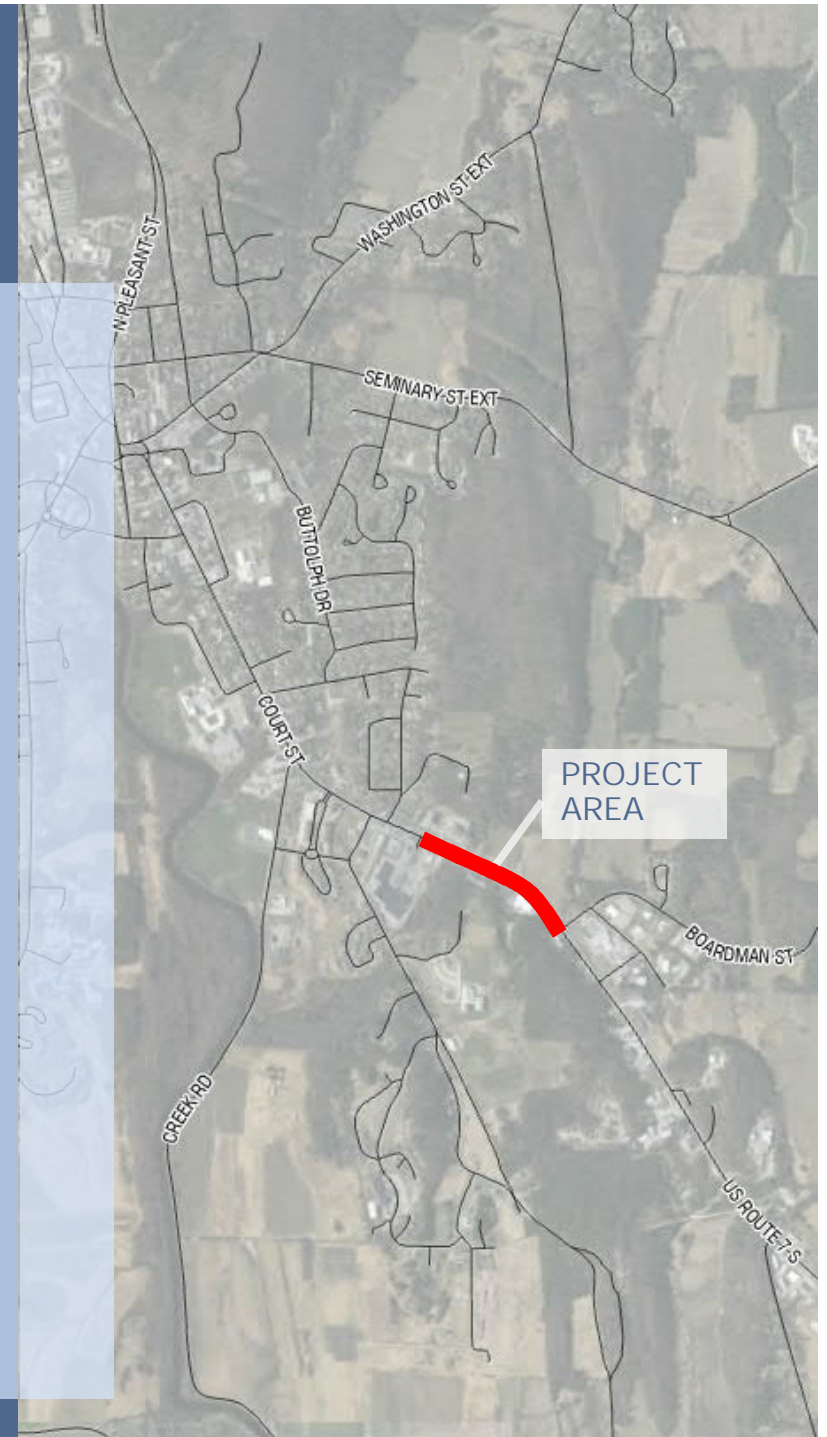 WASHINGTON ST EXT
N PLEASANT ST
SEMINARY ST EXT
BUTTOLPH DR
COURT ST
PROJECT
AREA
BOARDMAN ST
CREEK RD
US ROUTE 7 S